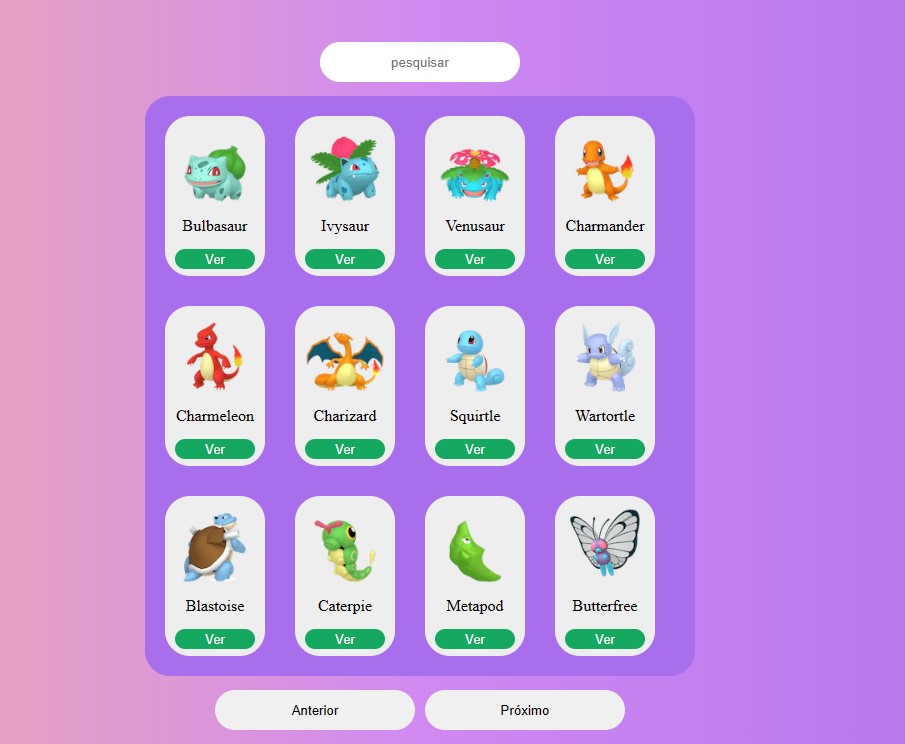 pesquisar
Bulbasaur Ivysaur Venusaur Charmander
Ver Ver Ver Ver
Charmeleon Charizard Squirtle Wartortle
Ver Ver Ver Ver
Blastoise Caterpie Metapod Butterfree
Ver Ver Ver Ver
Anterior Próximo